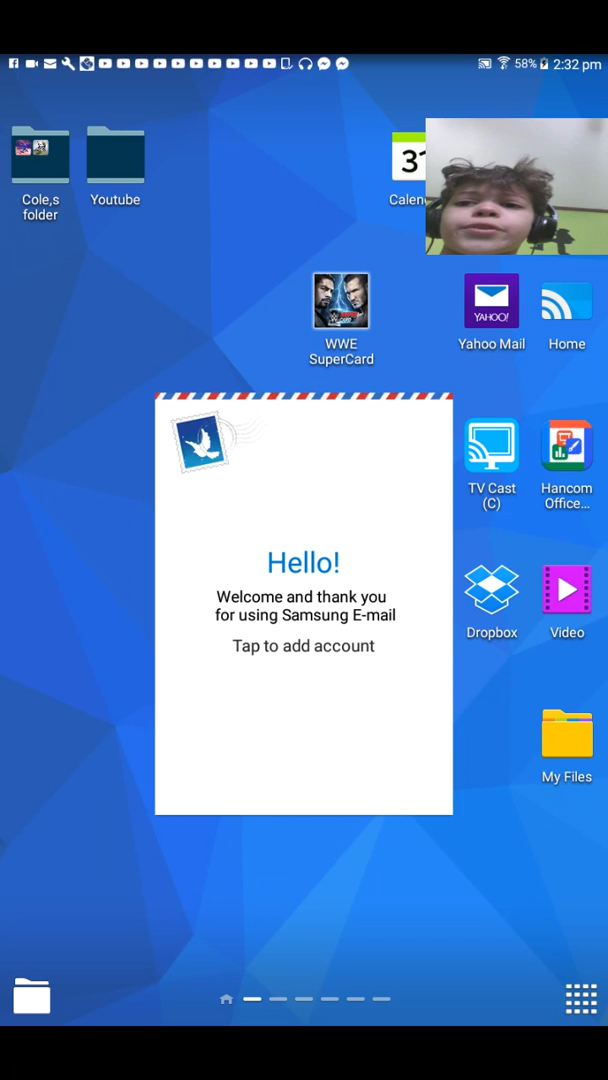 58% 2:32 pm
Cole,s
folder
Youtube
31
Calen
WWE
SuperCard
YAHOO!
Yahoo Mail
Home
TV Cast
(C)
Hancom
Office…
Hello!
Welcome and thank you
for using Samsung E-mail
Tap to add account
Dropbox
Video
My Files